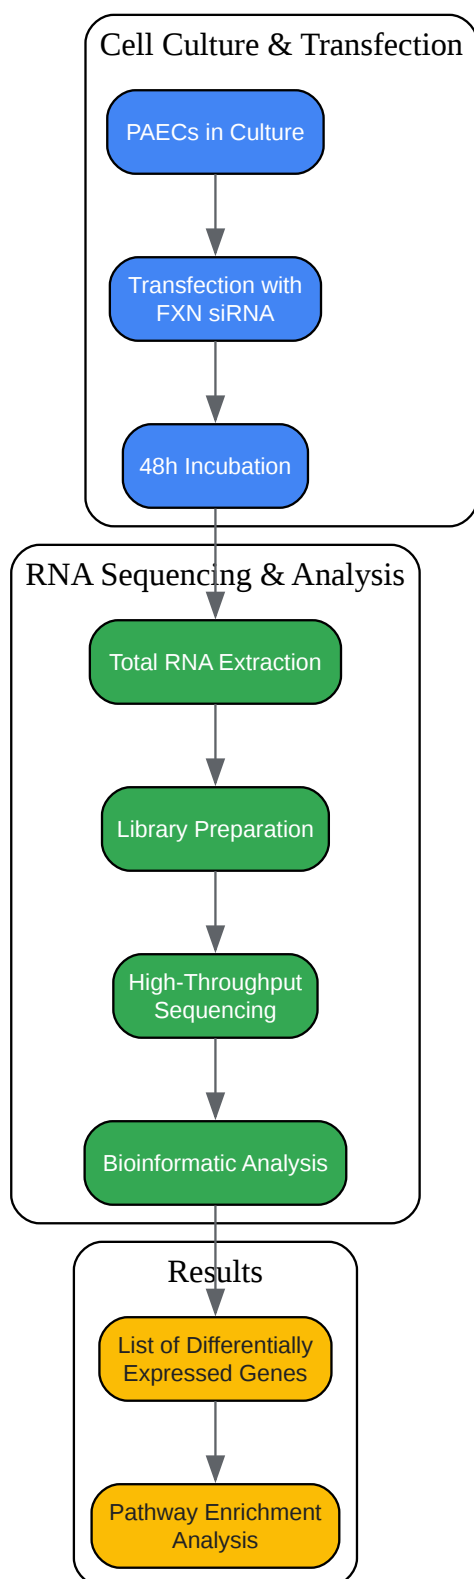 Cell Culture & Transfection
PAECs in Culture
Transfection with
FXN siRNA
48h Incubation
RNA Sequencing & Analysis
Total RNA Extraction
Library Preparation
High-Throughput
Sequencing
Bioinformatic Analysis
Results
List of Differentially
Expressed Genes
Pathway Enrichment
Analysis